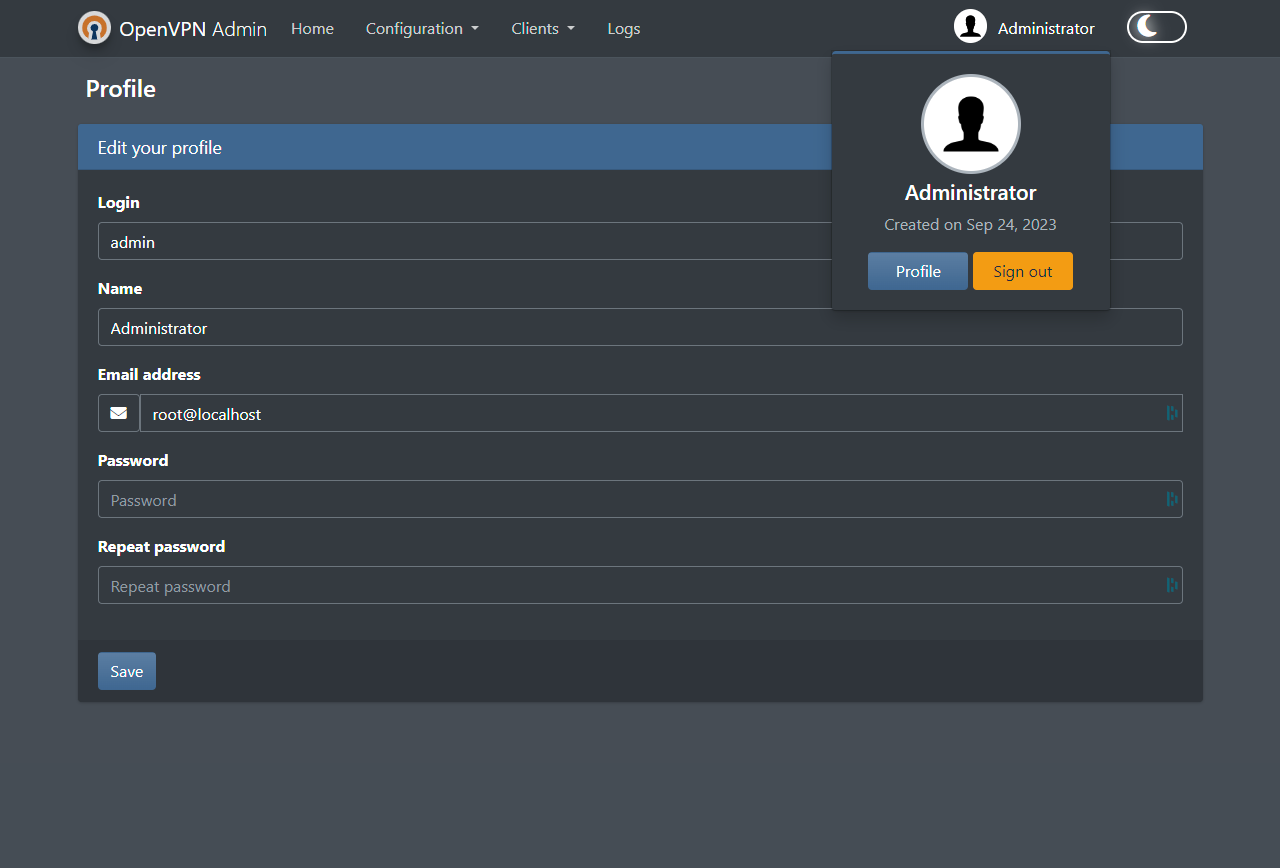 OpenVPN Admin Home Configuration Clients Logs Administrator
Profile
Edit your profile
Administrator
Created on Sep 24, 2023
Profile Sign out
Login
admin
Name
Administrator
Email address
root@localhost
Password
Password
Repeat password
Repeat password
Save